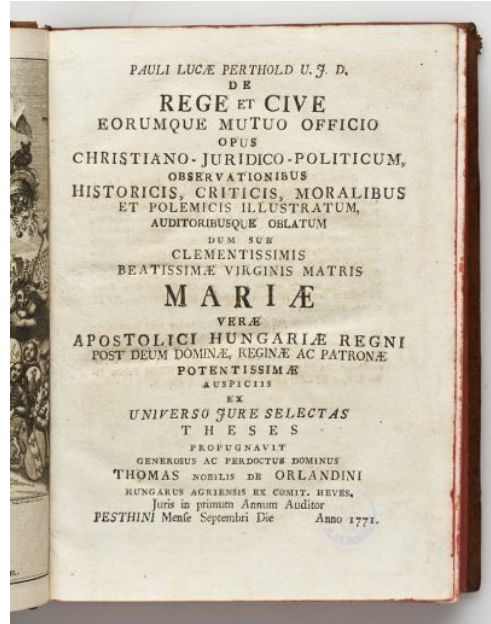 PAULI LUCÆ PERTHOLD U. J. D.
DE
REGE ET CIVE
EORUMQUE MUTUO OFFICIO
OPUS
CHRISTIANO-JURIDICO-POLITICUM,
OBSERVATIONIBUS
HISTORICIS, CRITICIS, MORALIBUS
ET POLEMICIS ILLUSTRATUM,
AUDITORIBUSQUE OBLATUM
DUM SUB
CLEMENTISSIMIS
BEATISSIMÆ VIRGINIS MATRIS
MARIÆ
VERÆ
APOSTOLICI HUNGARIÆ REGNI
POST DEUM DOMINÆ, REGINÆ AC PATRONÆ
POTENTISSIMÆ
AUSPICIIS
EX
UNIVERSO JURE SELECTAS
THESES
PROPUGNAVIT
GENEROSUS AC PERDOCTUS DOMINUS
THOMAS NOBILIS DE ORLANDINI
HUNGARUS AGRIENSIS EX COMIT. HEVES.
Juris in primum Annum Auditor
PESTHINI Mense Septembri Die Anno 1771.